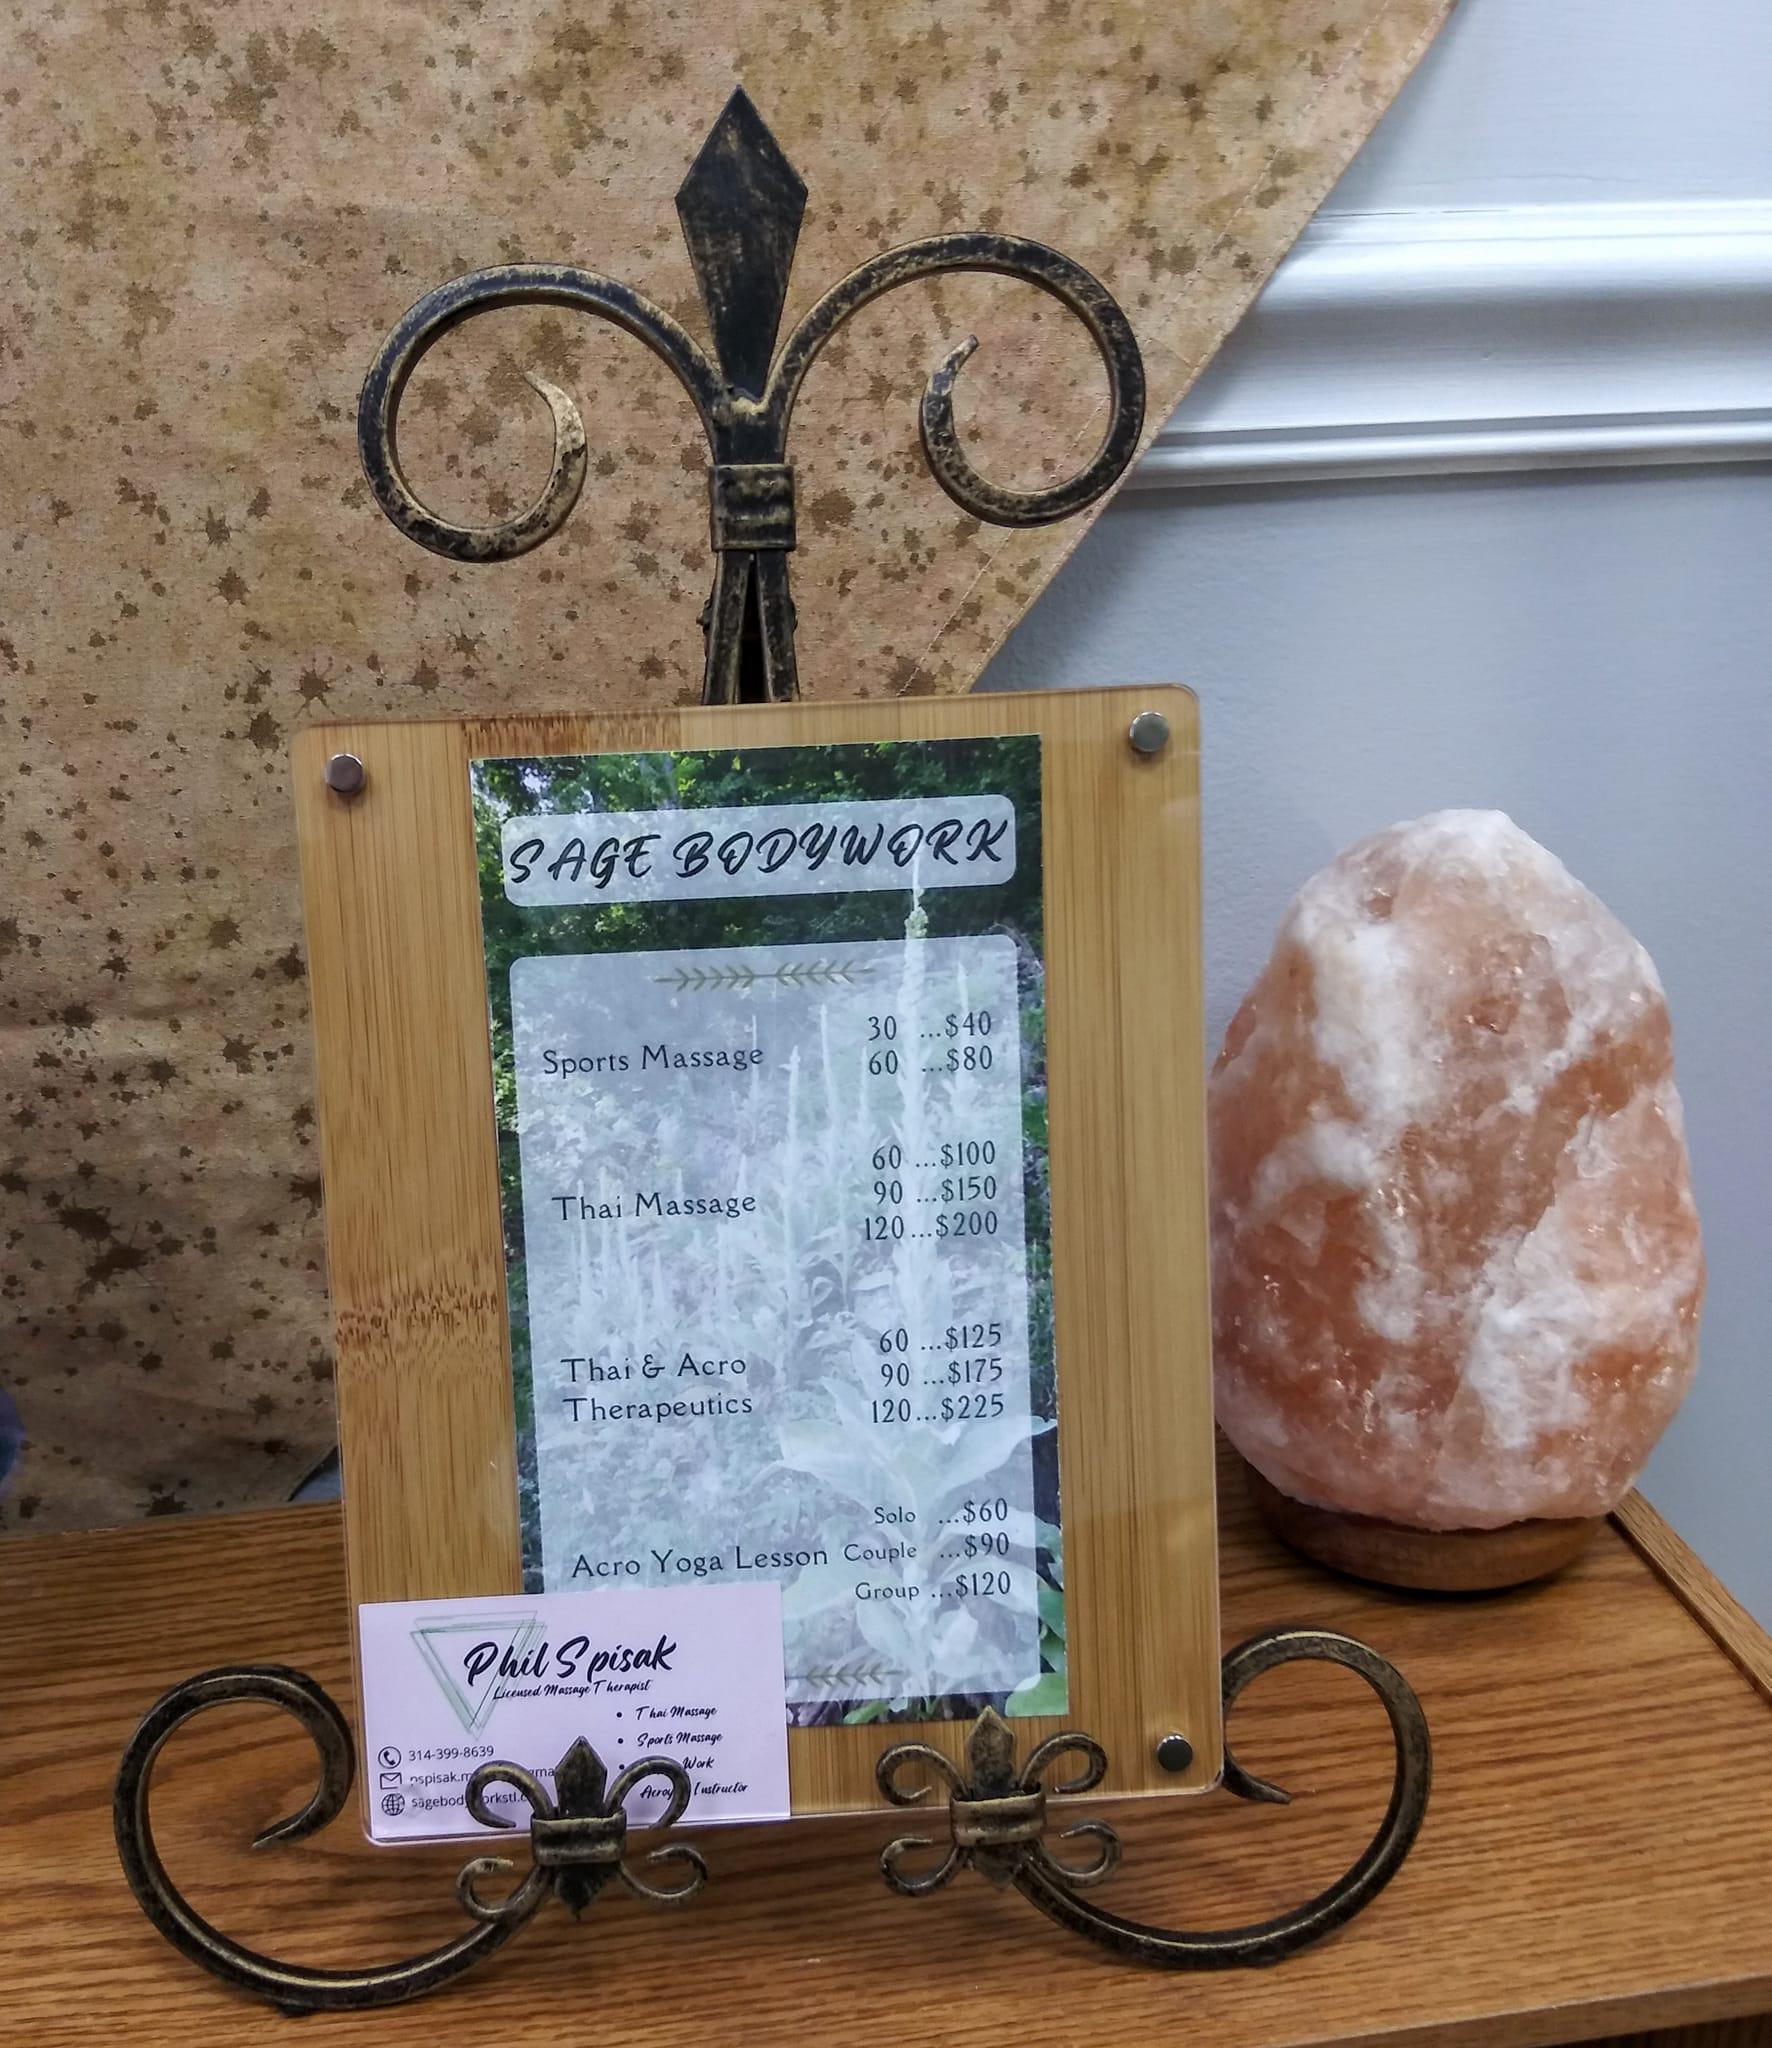 SAGE BODYWORK
Sports Massage
30 ...$40
60 ...$80
Thai Massage
60 ...$100
90 ...$150
120...$200
Thai & Acro
Therapeutics
60 ...$125
90 ...$175
120...$225
Acro Yoga Lesson
Solo ...$60
Couple ...$90
Group ...$120
Phil Spisak
Licensed Massage Therapist
• Thai Massage
• Sports Massage
• Work
314-399-8639